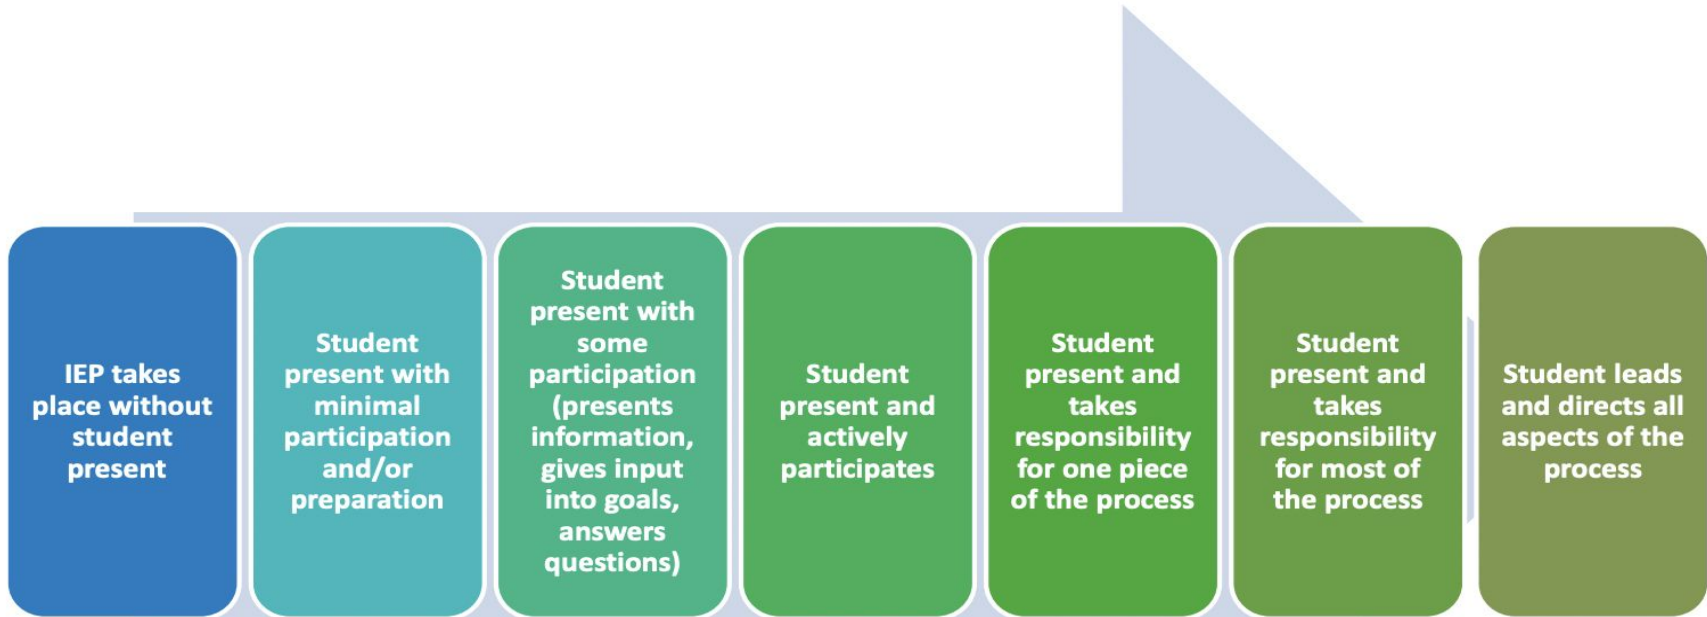 IEP takes
place without
student
present
Student
present with
minimal
participation
and/or
preparation
Student
present with
some
participation
(presents
information,
gives input
into goals,
answers
questions)
Student
present and
actively
participates
Student
present and
takes
responsibility
for one piece
of the process
Student
present and
takes
responsibility
for most of
the process
Student leads
and directs all
aspects of the
process